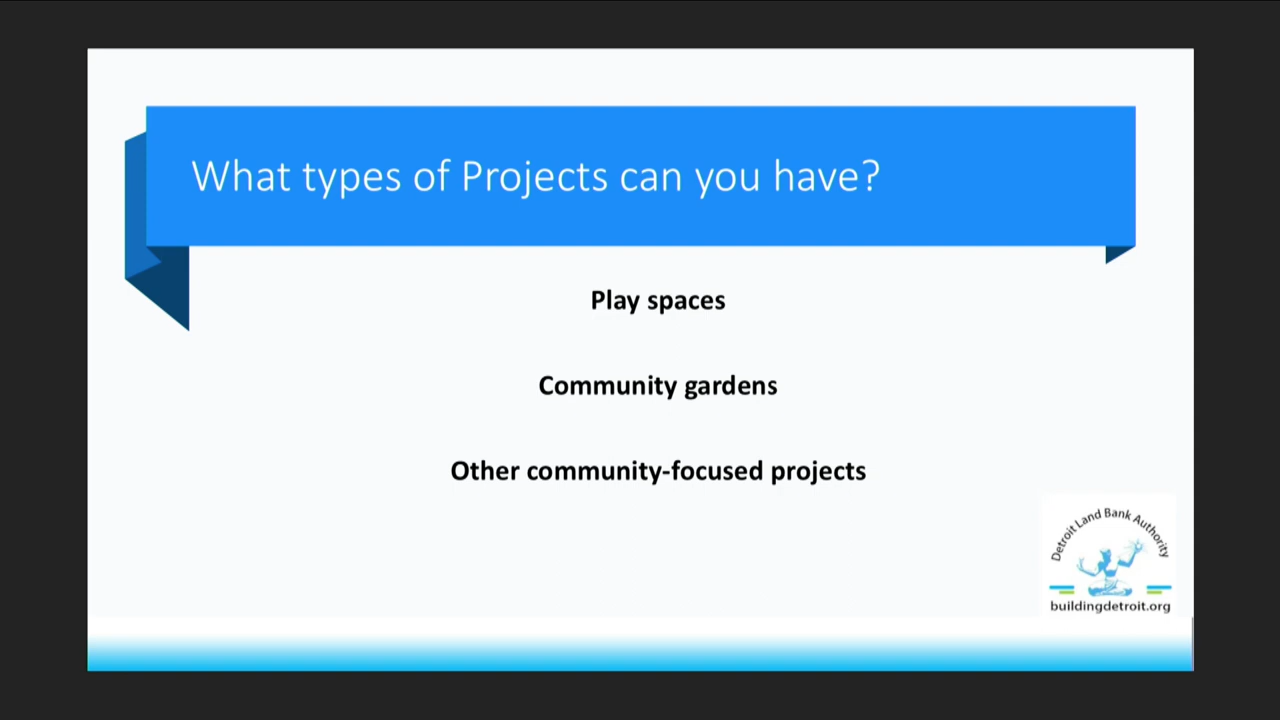 What types of Projects can you have?
Play spaces
Community gardens
Other community-focused projects
Detroit Land Bank Authority
buildingdetroit.org